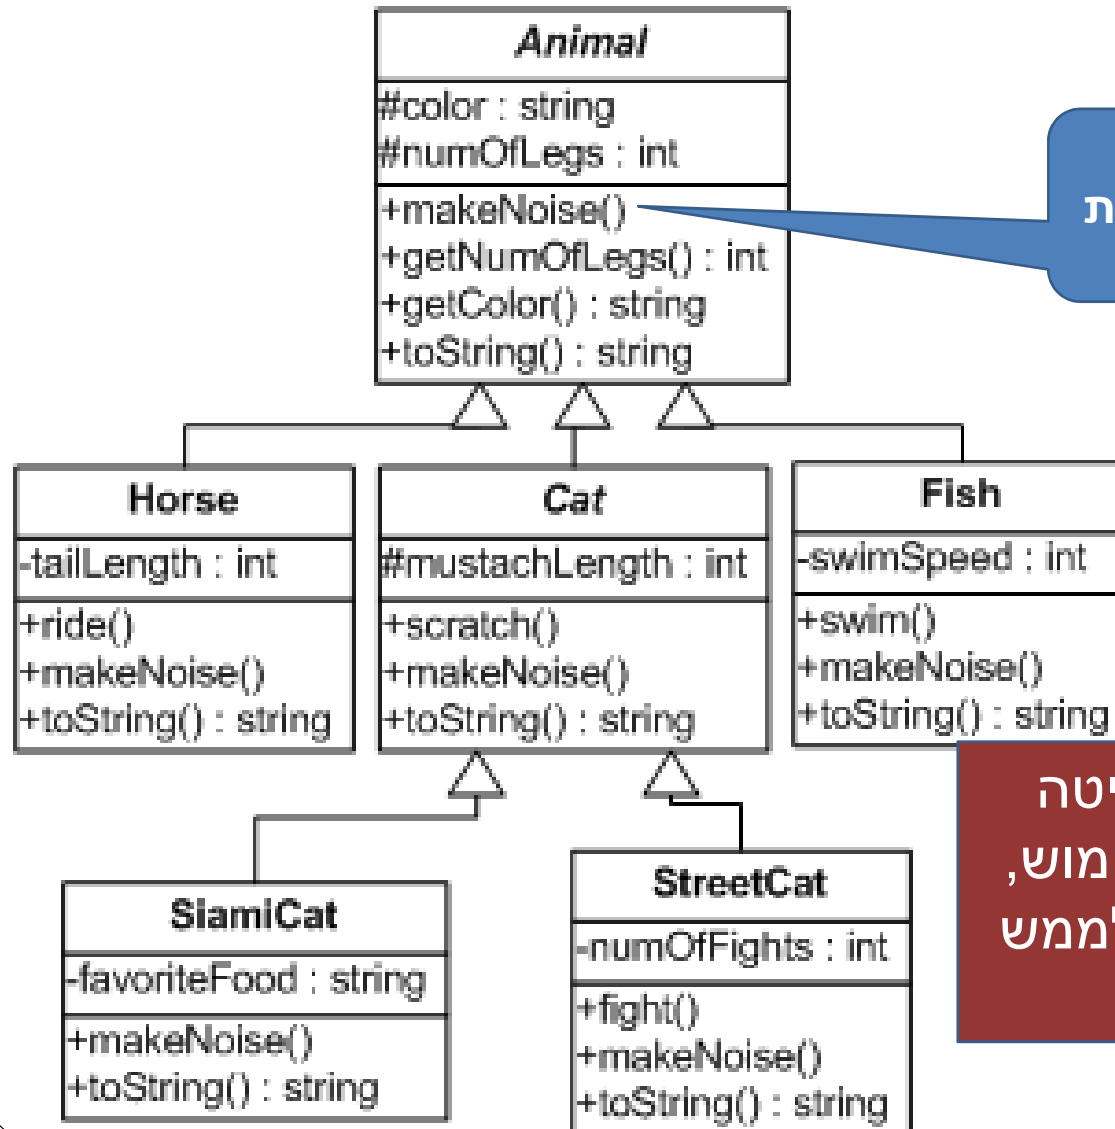 Animal
#color : string
#numOfLegs : int
+makeNoise()
+getNumOfLegs() : int
+getColor() : string
+toString() : string
Horse
-tailLength : int
+ride()
+makeNoise()
+toString() : string
Cat
#mustachLength : int
+scratch()
+makeNoise()
+toString() : string
Fish
-swimSpeed : int
+swim()
+makeNoise()
+toString() : string
SiamiCat
-favoriteFood : string
+makeNoise()
+toString() : string
StreetCat
-numOfFights : int
+fight()
+makeNoise()
+toString() : string